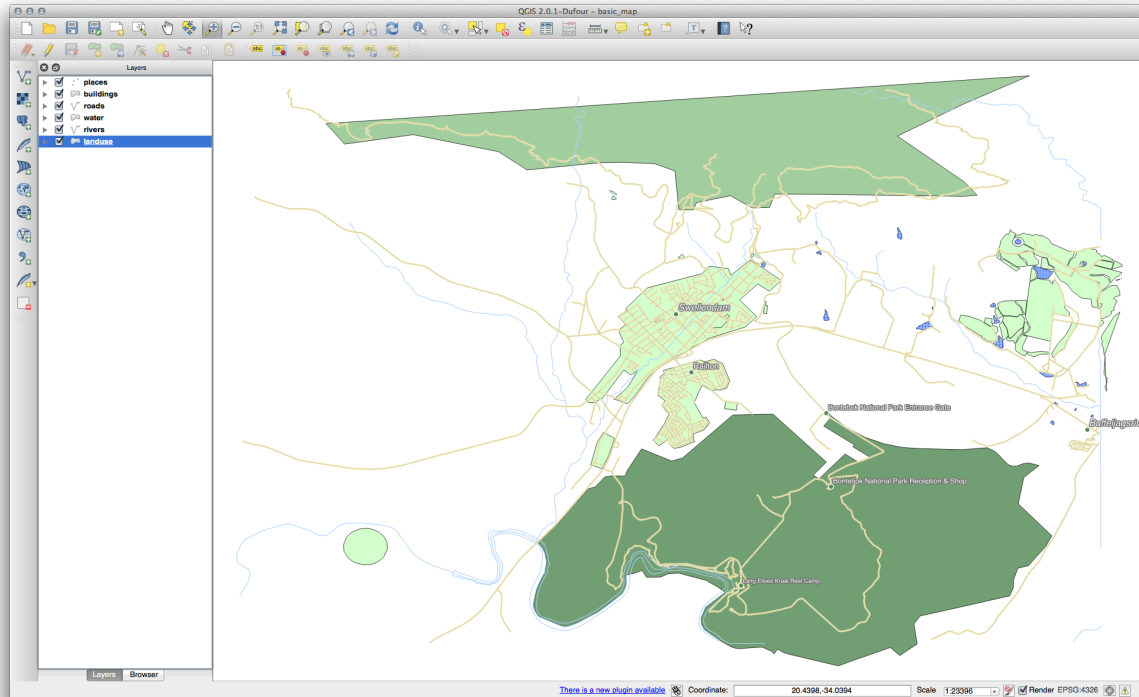 QGIS 2.0.1-Dufour - basic_map
Layers
places
buildings
roads
water
rivers
landuse
Swellendam
Railton
Bontebok National Park Entrance Gate
Bontebok National Park Reception & Shop
Lang Elsies Kraal Rest Camp
Layers
Browser
There is a new plugin available
Coordinate:
20.4398,-34.0394
Scale
1:23396
Render
EPSG:4326